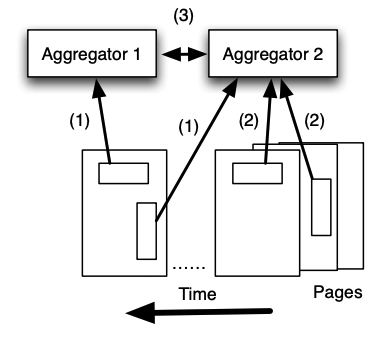 (3)
Aggregator 1
Aggregator 2
(1)
(1)
(2)
(2)
......
Time
Pages